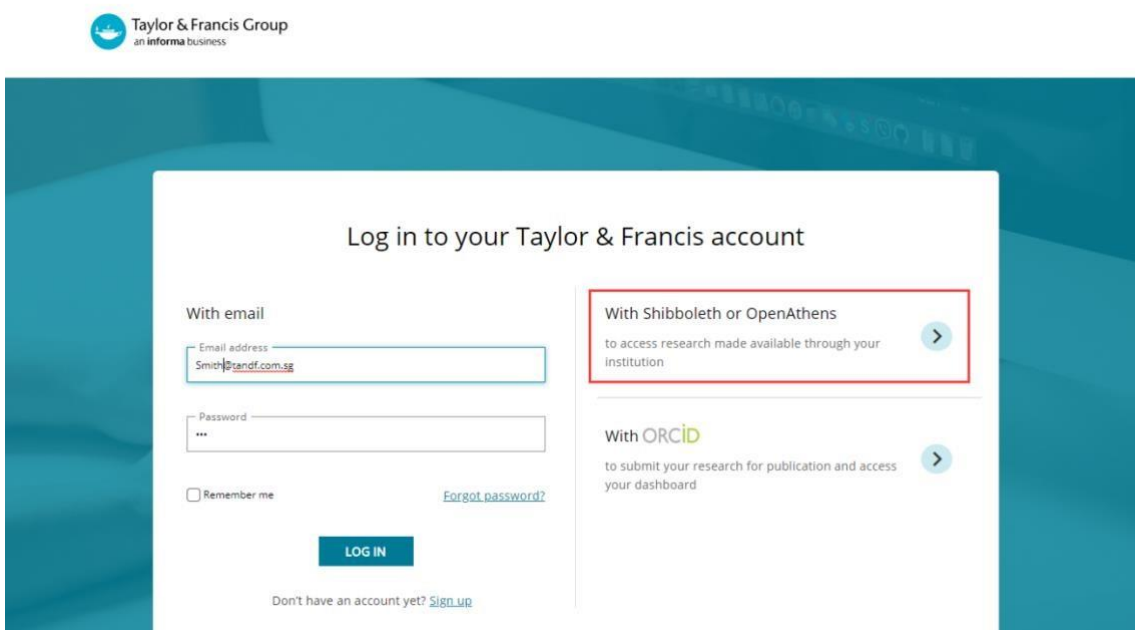 Taylor & Francis Group
an informa business
Log in to your Taylor & Francis account
With email
Email address
Smith@tandf.com.sg
Password
•••
Remember me
Forgot password?
LOG IN
Don't have an account yet? Sign up
With Shibboleth or OpenAthens
to access research made available through your
institution
With ORCID
to submit your research for publication and access
your dashboard